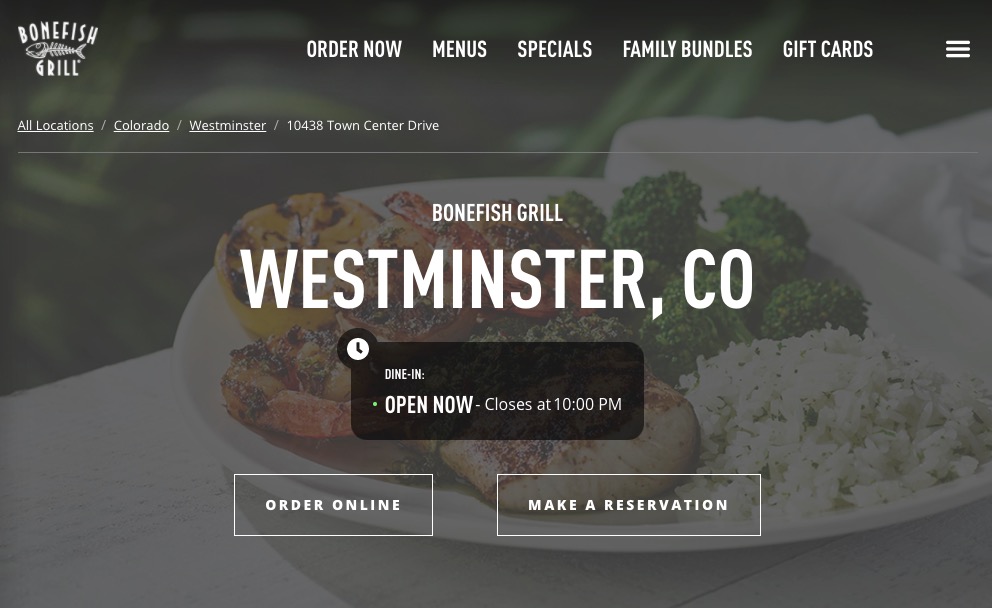 BONEFISH
GRILL
ORDER NOW MENUS SPECIALS FAMILY BUNDLES GIFT CARDS
All Locations / Colorado / Westminster / 10438 Town Center Drive
BONEFISH GRILL
WESTMINSTER, CO
DINE-IN:
• OPEN NOW - Closes at 10:00 PM
ORDER ONLINE MAKE A RESERVATION